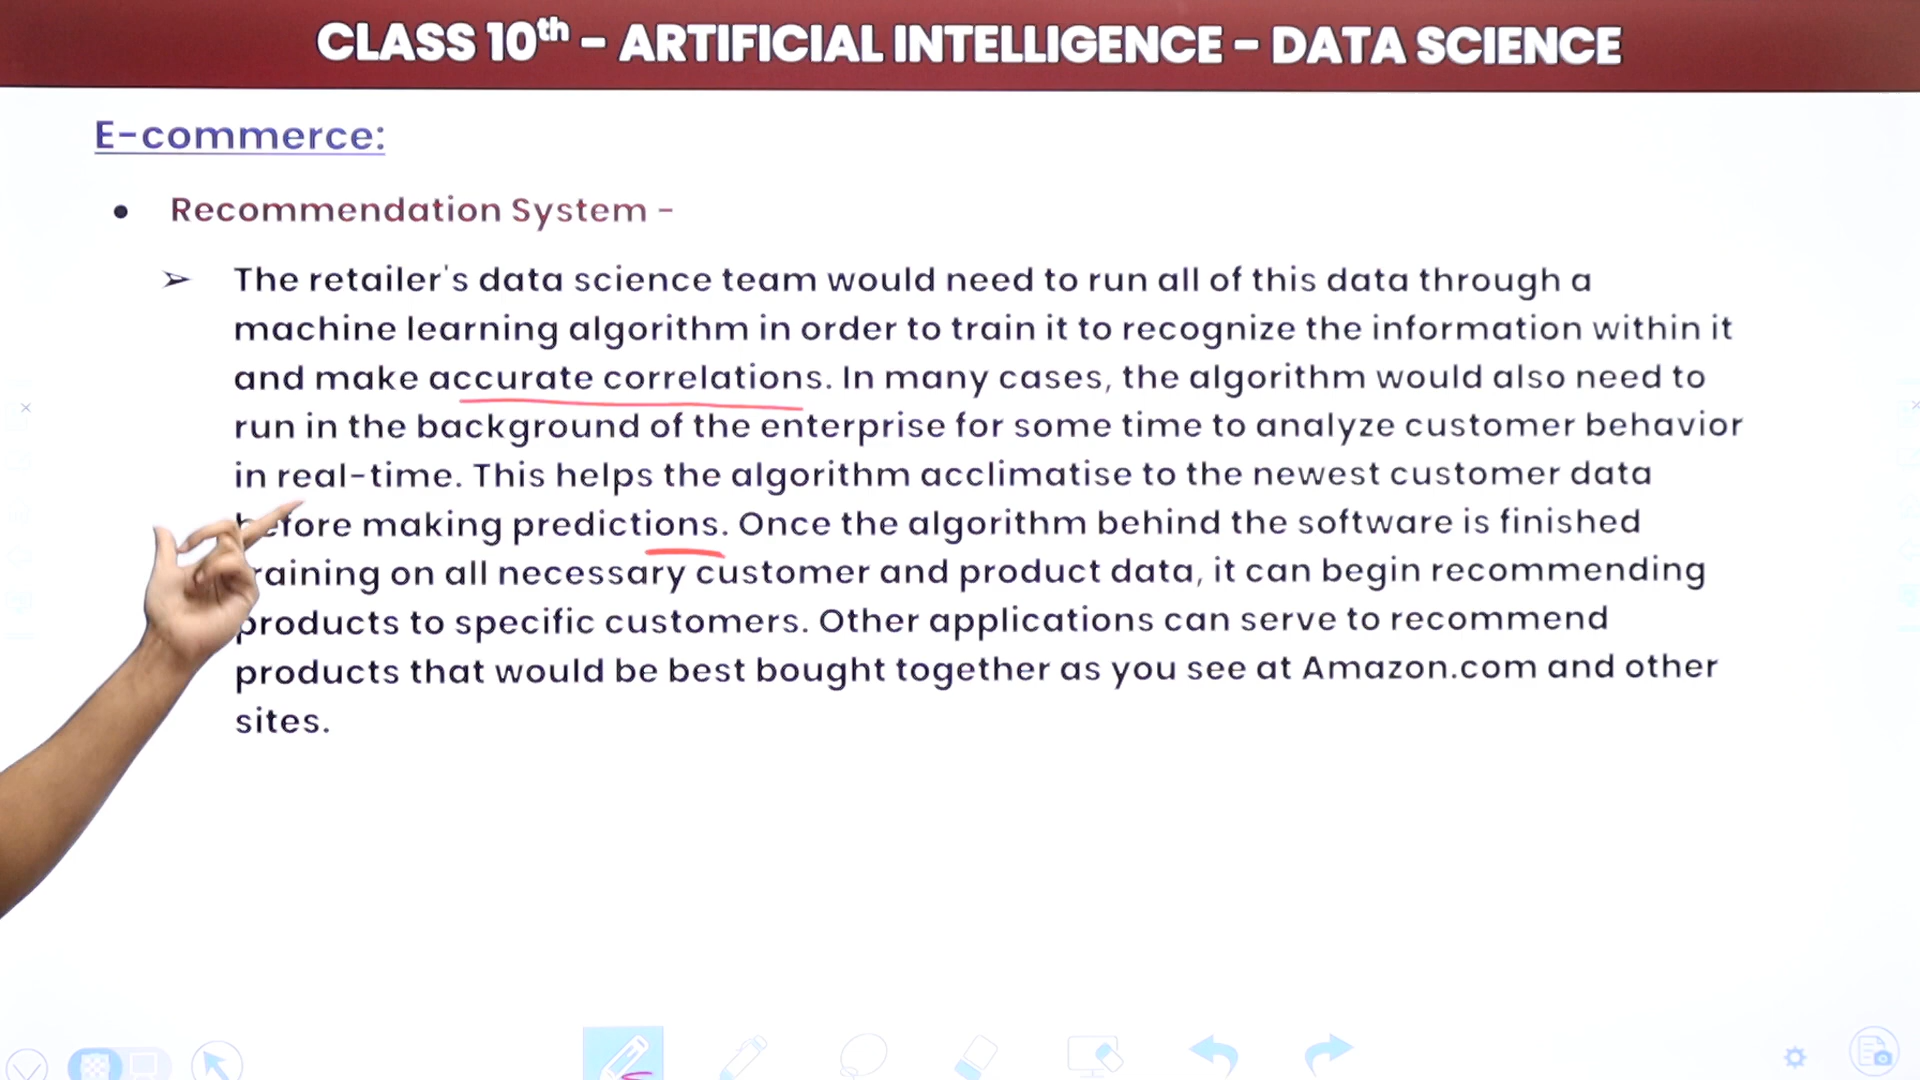 CLASS 10th - ARTIFICIAL INTELLIGENCE - DATA SCIENCE
E-commerce:
• Recommendation System -
➢ The retailer's data science team would need to run all of this data through a
machine learning algorithm in order to train it to recognize the information within it
and make accurate correlations. In many cases, the algorithm would also need to
run in the background of the enterprise for some time to analyze customer behavior
in real-time. This helps the algorithm acclimatise to the newest customer data
before making predictions. Once the algorithm behind the software is finished
training on all necessary customer and product data, it can begin recommending
products to specific customers. Other applications can serve to recommend
products that would be best bought together as you see at Amazon.com and other
sites.